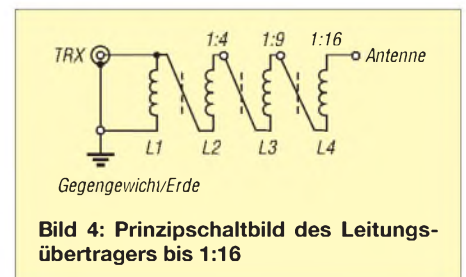 1:4 1:9 1:16
TRX Antenne
L1 L2 L3 L4
Gegengewicht/Erde
Bild 4: Prinzipschaltbild des Leitungs-
übertragers bis 1:16